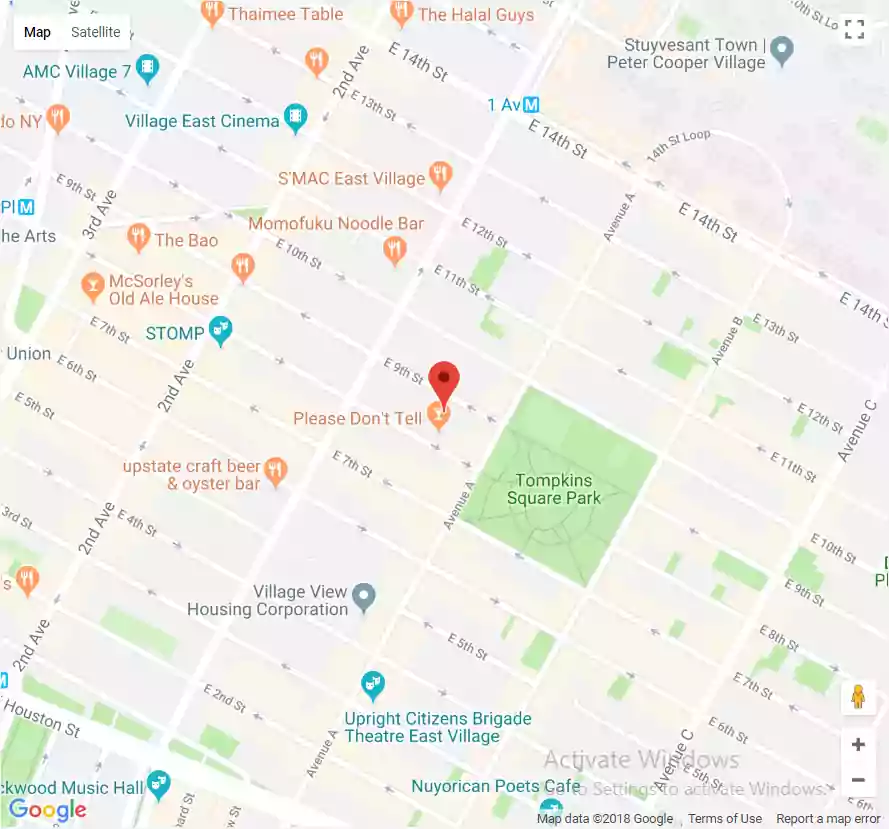 Thaimee Table
The Halal Guys
Map
Satellite
10th St Lo
Stuyvesant Town |
Peter Cooper Village
E 14th St
2nd Ave
AMC Village 7
E 13th St
1 Av M
Village East Cinema
do NY
E 14th St
14th St Loop
S'MAC East Village
E 9th St
3rd Ave
Pl M
he Arts
Avenue A
E 14th St
Momofuku Noodle Bar
E 12th St
The Bao
E 10th St
McSorley's
Old Ale House
E 11th St
E 14th St
E 7th St
STOMP
E 13th St
Avenue B
Union
E 6th St
2nd Ave
E 9th St
E 5th St
Please Don't Tell
E 12th St
Avenue C
upstate craft beer
& oyster bar
E 7th St
E 11th St
Tompkins
Square Park
Avenue A
3rd St
E 4th St
2nd Ave
E 10th St
s
Village View
Housing Corporation
Pl
E 9th St
2nd Ave
E 5th St
E 8th St
E 7th St
E 2nd St
Houston St
Upright Citizens Brigade
Theatre East Village
E 6th St
Avenue A
Avenue C
Activate Windows
Go to Settings to activate Windows.
E 5th St
ckwood Music Hall
Nuyorican Poets Cafe
Google
ard St
w St
Map data ©2018 Google
Terms of Use
Report a map error